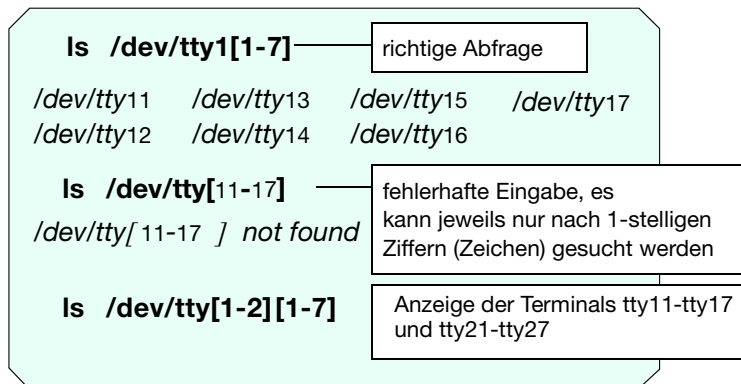 ls /dev/tty1[1-7]
richtige Abfrage
/dev/tty11 /dev/tty13 /dev/tty15 /dev/tty17
/dev/tty12 /dev/tty14 /dev/tty16
ls /dev/tty[11-17]
fehlerhafte Eingabe, es
kann jeweils nur nach 1-stelligen
Ziffern (Zeichen) gesucht werden
/dev/tty[ 11-17 ] not found
ls /dev/tty[1-2][1-7]
Anzeige der Terminals tty11-tty17
und tty21-tty27